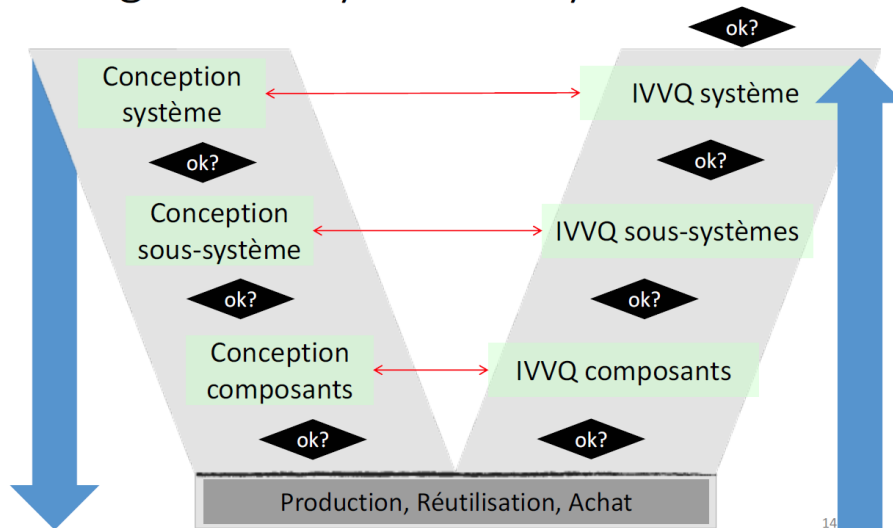 ok?
Conception
système
IVVQ système
ok?
ok?
Conception
sous-système
IVVQ sous-systèmes
ok?
ok?
Conception
composants
IVVQ composants
ok?
ok?
Production, Réutilisation, Achat
14